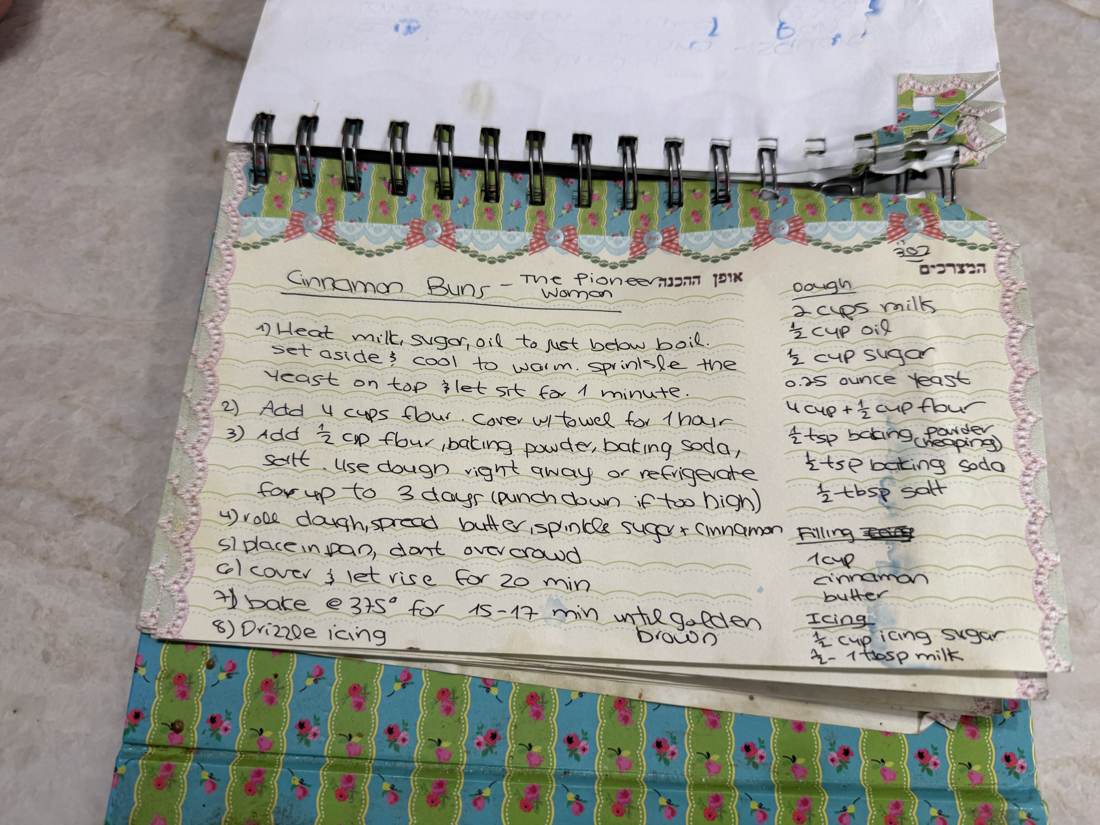 Cinnamon Buns - The Pioneer Woman
אופן ההכנה
1) Heat milk, sugar, oil to just below boil.
set aside & cool to warm. sprinkle the
yeast on top & let sit for 1 minute.
2) Add 4 cups flour. Cover w/ towel for 1 hour
3) Add ½ cup flour, baking powder, baking soda,
salt. Use dough right away or refrigerate
for up to 3 days (punch down if too high)
4) roll dough, spread butter, spinkle sugar + cinnamon
5) place in pan, dont overcrowd
6) cover & let rise for 20 min
7) bake @ 375° for 15-17 min until golden
brown
8) Drizzle icing
המצרכים
Dough
2 cups milk
½ cup oil
½ cup sugar
0.25 ounce yeast
4 cup + ½ cup flour
½ tsp baking powder
(heaping)
½ tsp baking soda
½ tbsp salt
Filling
1 cup
cinnamon
butter
Icing
½ cup icing sugar
½ - 1 tbsp milk